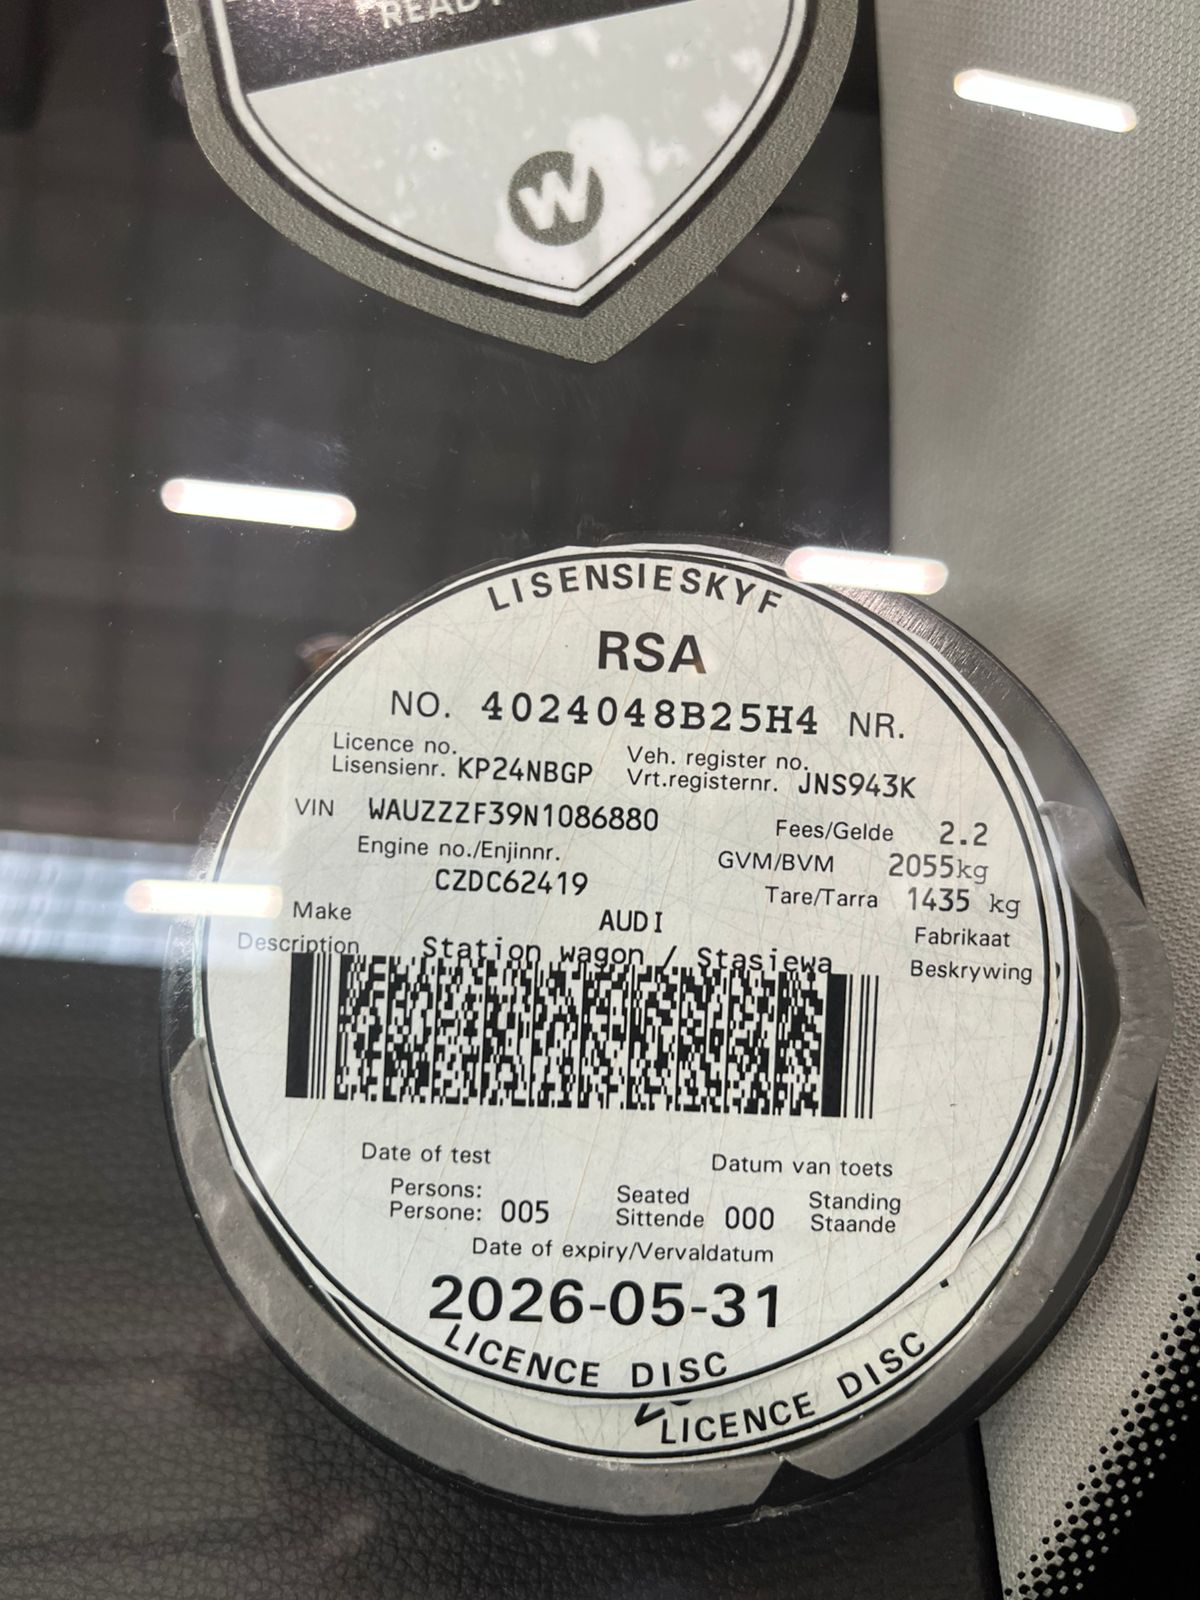 READY
W
LISENSIESKYF
RSA
NO. 4024048B25H4 NR.
Licence no.
Lisensienr. KP24NBGP
Veh. register no.
Vrt.registernr. JNS943K
VIN WAUZZZF39N1086880
Fees/Gelde 2.2
Engine no./Enjinnr.
CZDC62419
GVM/BVM 2055kg
Tare/Tarra 1435 kg
Make AUDI Fabrikaat
Description Station wagon / Stasiewa Beskrywing
Date of test Datum van toets
Persons:
Persone: 005
Seated
Sittende 000
Standing
Staande
Date of expiry/Vervaldatum
2026-05-31
LICENCE DISC
LICENCE DISC